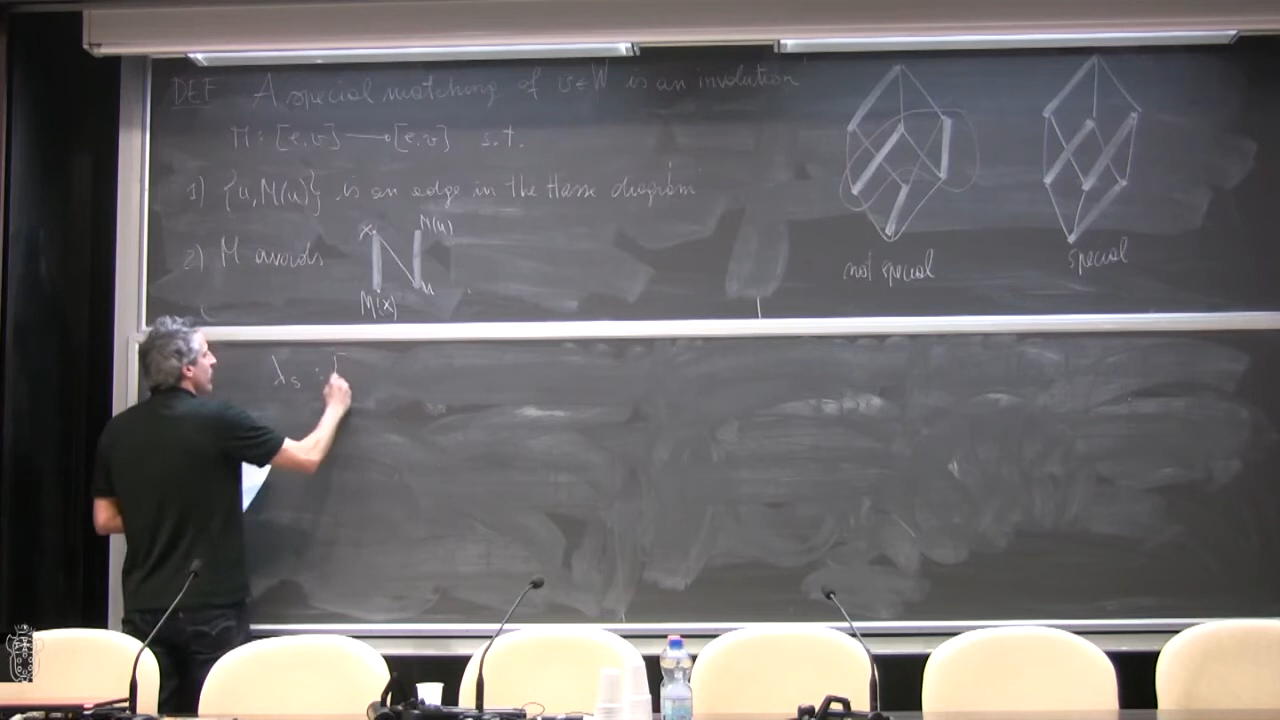 DEF A special matching of v ∈ W is an involution
M : [e,v] → [e,v] s.t.
1) {u, M(u)} is an edge in the Hasse diagram
2) M avoids
x M(u)
M(x) u
not special
special
λs :